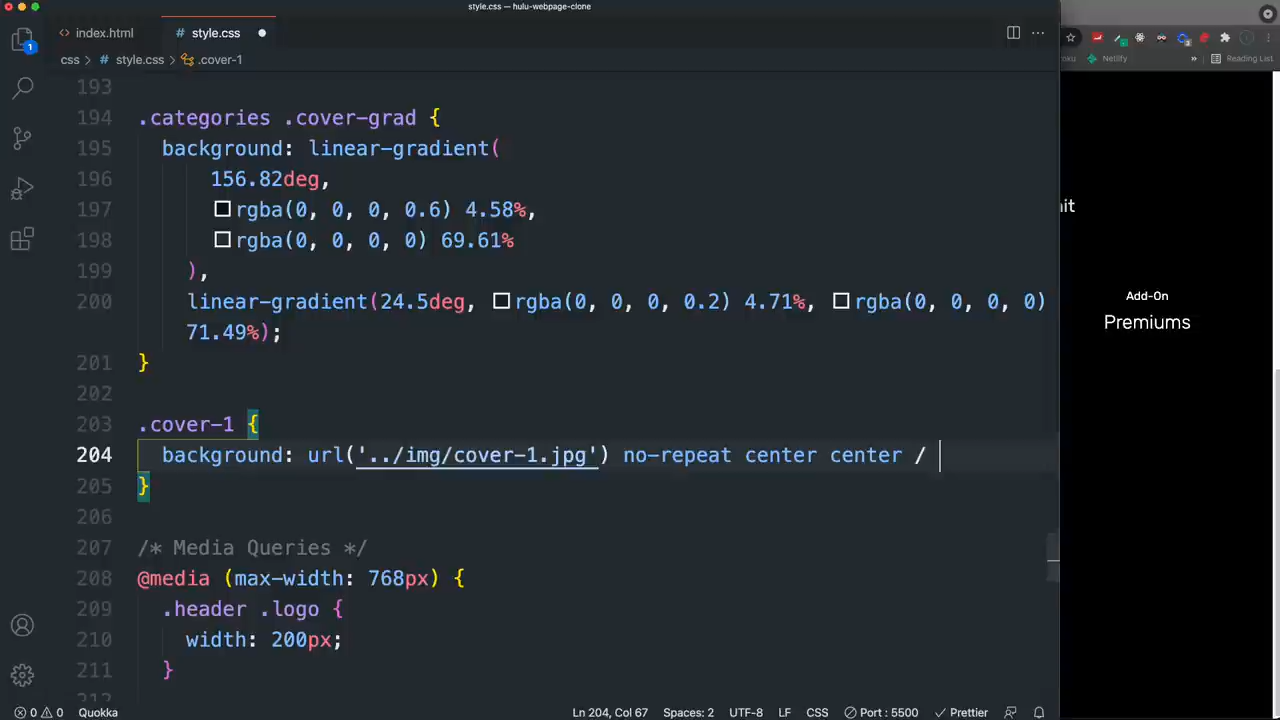 style.css — hulu-webpage-clone
<> index.html
# style.css
css > # style.css > .cover-1
193
194 .categories .cover-grad {
195 background: linear-gradient(
196 156.82deg,
197 rgba(0, 0, 0, 0.6) 4.58%,
198 rgba(0, 0, 0, 0) 69.61%
199 ),
200 linear-gradient(24.5deg, rgba(0, 0, 0, 0.2) 4.71%, rgba(0, 0, 0, 0)
71.49%);
201 }
202
203 .cover-1 {
204 background: url('../img/cover-1.jpg') no-repeat center center /
205 }
206
207 /* Media Queries */
208 @media (max-width: 768px) {
209 .header .logo {
210 width: 200px;
211 }
212
1
0 0 Quokka
Ln 204, Col 67 Spaces: 2 UTF-8 LF CSS Port : 5500 Prettier
oxu Netlify » Reading List
it
Add-On
Premiums